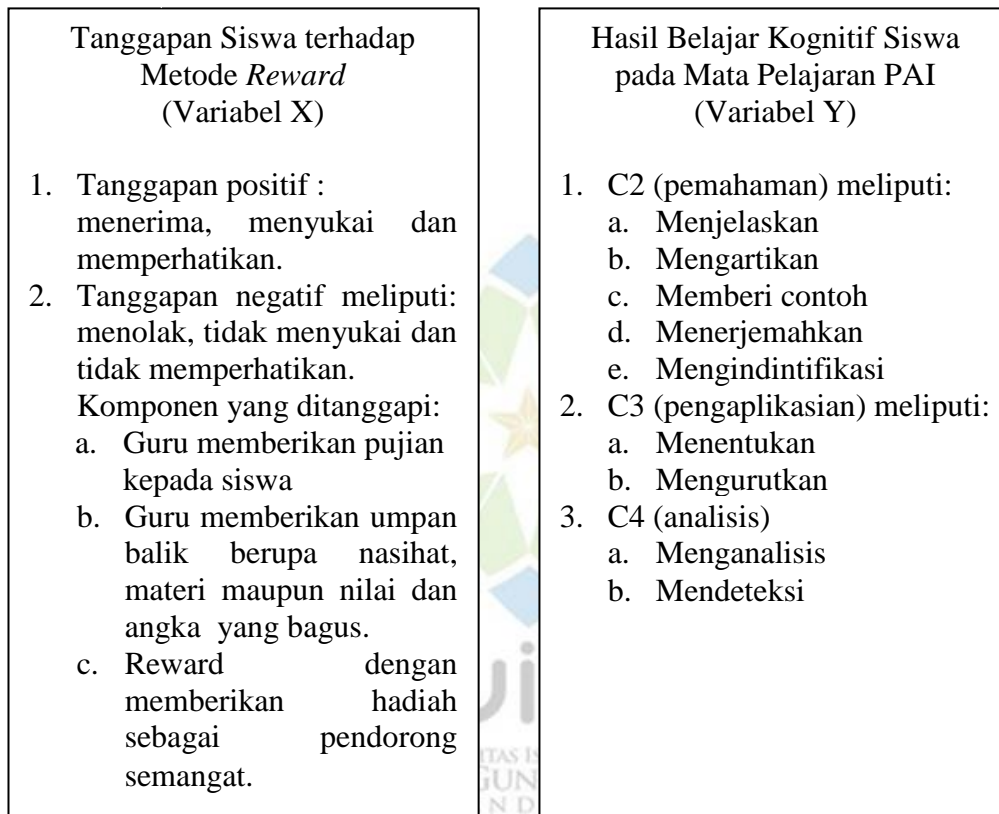 Tanggapan Siswa terhadap
Metode Reward
(Variabel X)
1. Tanggapan positif :
menerima, menyukai dan
memperhatikan.
2. Tanggapan negatif meliputi:
menolak, tidak menyukai dan
tidak memperhatikan.
Komponen yang ditanggapi:
a. Guru memberikan pujian
kepada siswa
b. Guru memberikan umpan
balik berupa nasihat,
materi maupun nilai dan
angka yang bagus.
c. Reward dengan
memberikan hadiah
sebagai pendorong
semangat.
Hasil Belajar Kognitif Siswa
pada Mata Pelajaran PAI
(Variabel Y)
1. C2 (pemahaman) meliputi:
a. Menjelaskan
b. Mengartikan
c. Memberi contoh
d. Menerjemahkan
e. Mengindintifikasi
2. C3 (pengaplikasian) meliputi:
a. Menentukan
b. Mengurutkan
3. C4 (analisis)
a. Menganalisis
b. Mendeteksi